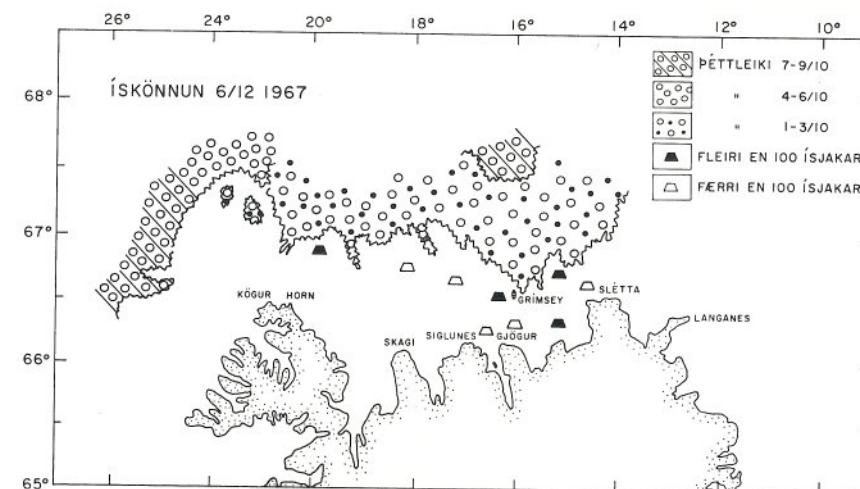 26° 24° 20° 18° 16° 14° 12° 10°
68°
ÍSKÖNNUN 6/12 1967
ÞÉTTLEIKI 7-9/10
" 4-6/10
" 1-3/10
FLEIRI EN 100 ÍSJAKAR
FÆRRI EN 100 ÍSJAKAR
67°
KÖGUR HORN
GRÍMSEY
SLÉTTA
LANGANES
SKAGI
SIGLUNES
GJÖGUR
66°
65°